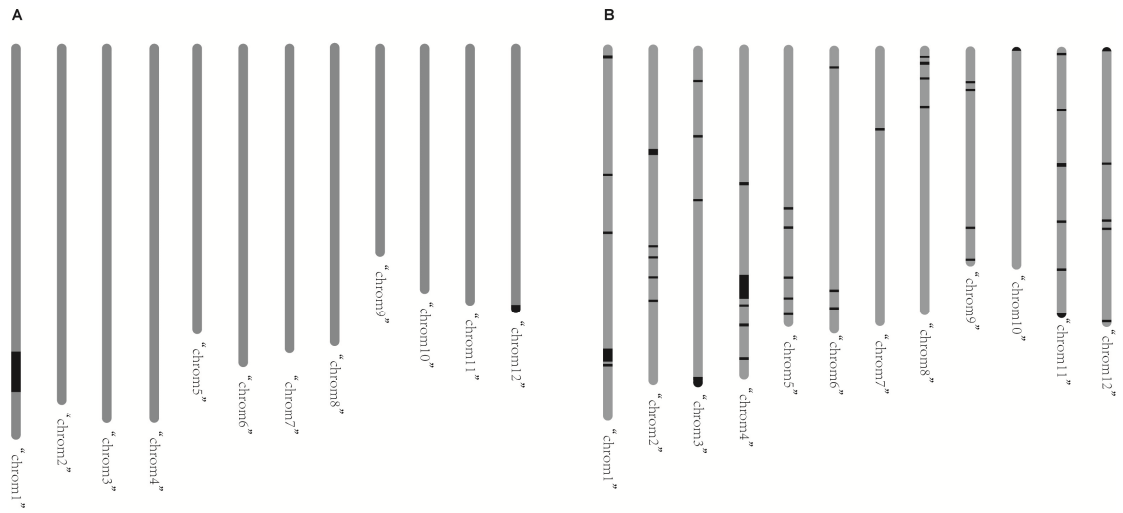 A
B
“chrom1”
“chrom2”
“chrom3”
“chrom4”
“chrom5”
“chrom6”
“chrom7”
“chrom8”
“chrom9”
“chrom10”
“chrom11”
“chrom12”
“chrom1”
“chrom2”
“chrom3”
“chrom4”
“chrom5”
“chrom6”
“chrom7”
“chrom8”
“chrom9”
“chrom10”
“chrom11”
“chrom12”